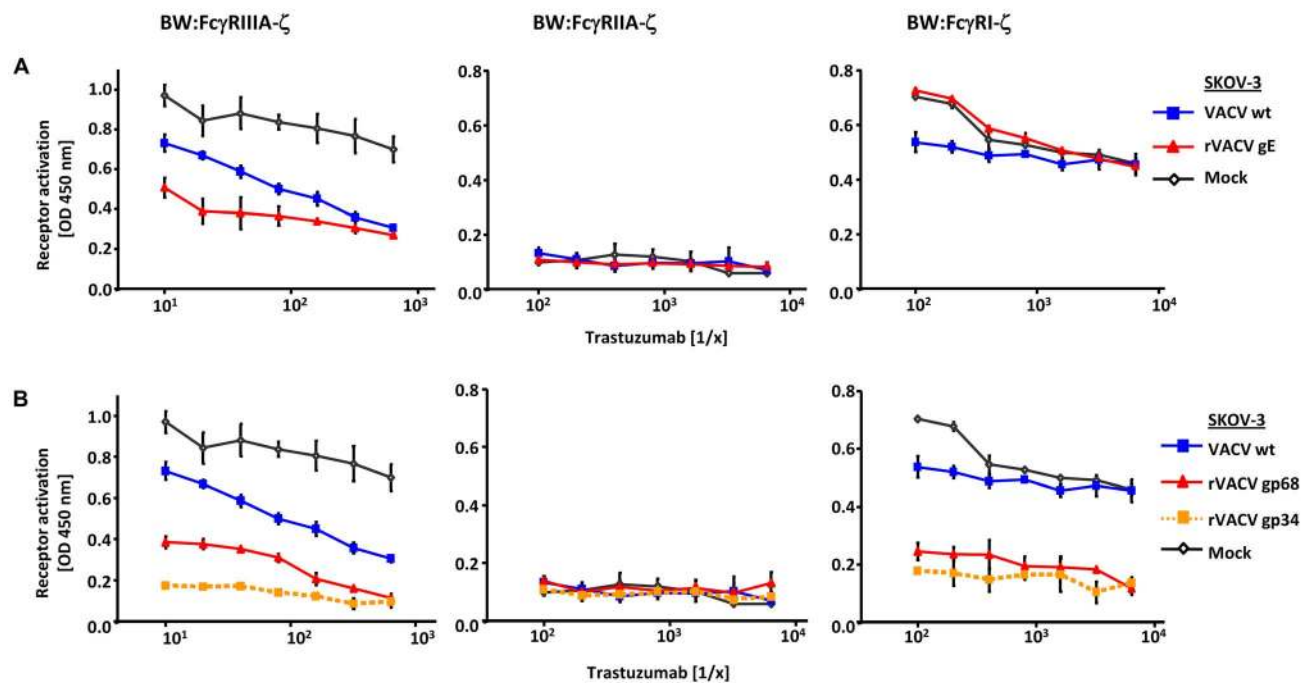 BW:FcγRIIIA-ζ BW:FcγRIIA-ζ BW:FcγRI-ζ
A
Receptor activation
[OD 450 nm]
1.0
0.8
0.6
0.4
0.2
0.0
10¹ 10² 10³
0.8
0.6
0.4
0.2
0.0
10² 10³ 10⁴
0.8
0.6
0.4
0.2
0.0
10² 10³ 10⁴
SKOV-3
VACV wt
rVACV gE
Mock
Trastuzumab [1/x]
B
Receptor activation
[OD 450 nm]
1.0
0.8
0.6
0.4
0.2
0.0
10¹ 10² 10³
0.8
0.6
0.4
0.2
0.0
10² 10³ 10⁴
0.8
0.6
0.4
0.2
0.0
10² 10³ 10⁴
SKOV-3
VACV wt
rVACV gp68
rVACV gp34
Mock
Trastuzumab [1/x]